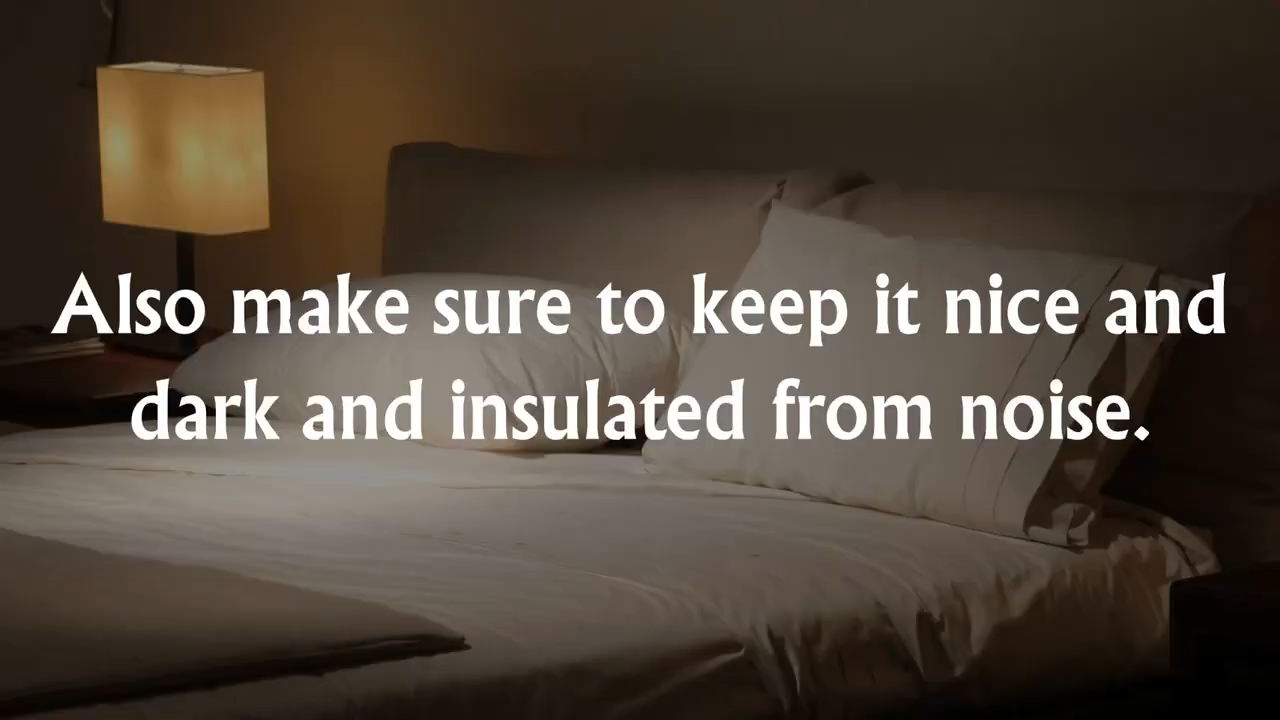 Also make sure to keep it nice and
dark and insulated from noise.